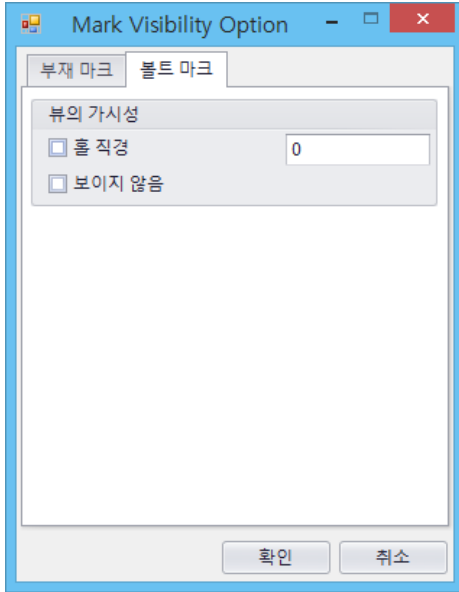 Mark Visibility Option
부재 마크 볼트 마크
뷰의 가시성
홀 직경 0
보이지 않음
확인 취소